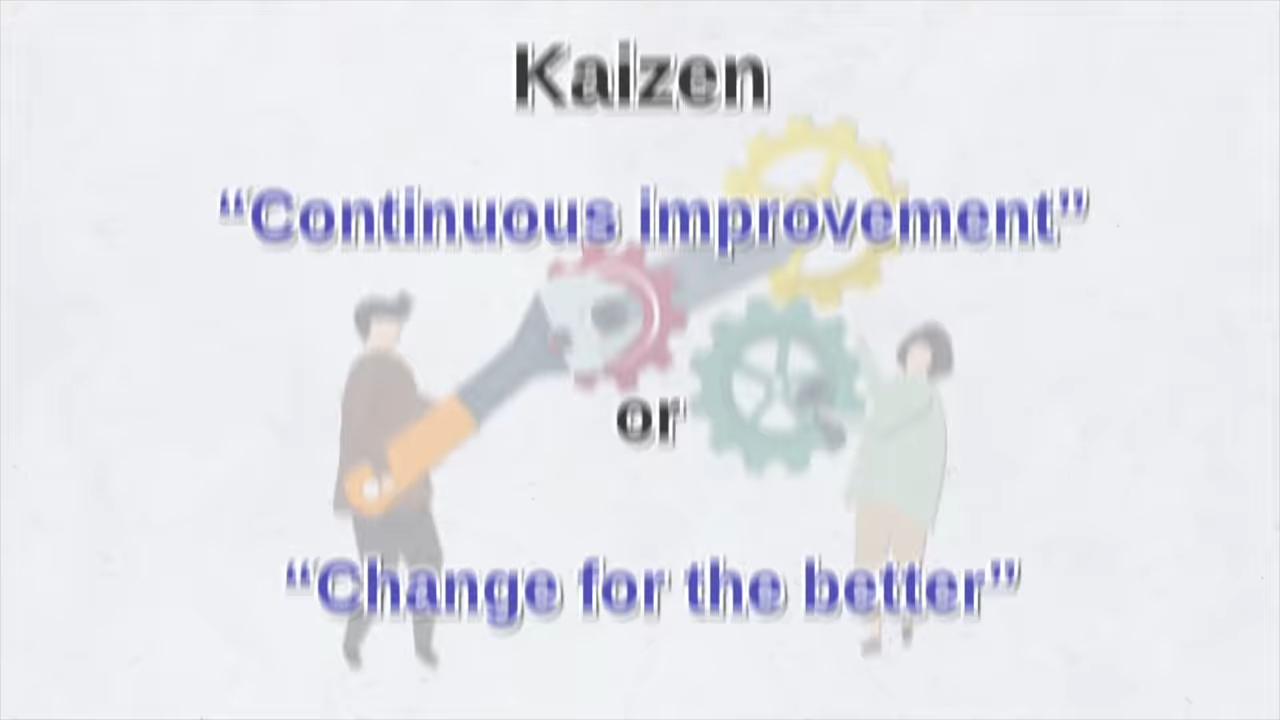 Kaizen
“Continuous improvement”
or
“Change for the better”